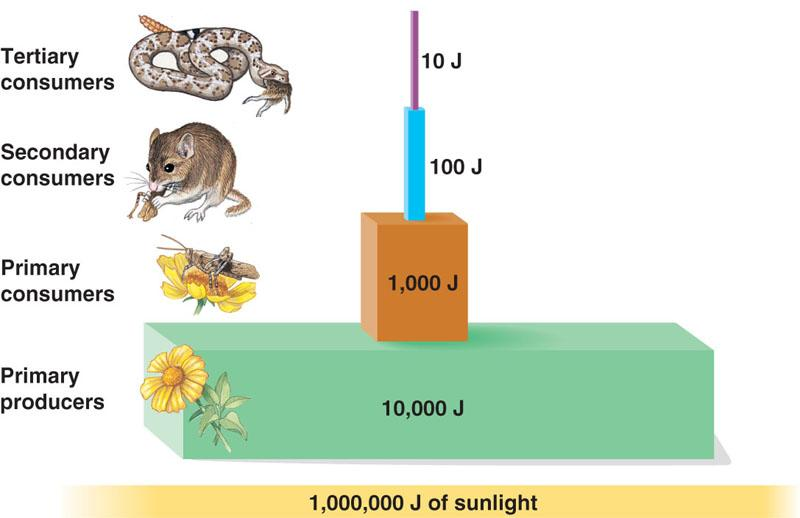 Tertiary
consumers
10 J
Secondary
consumers
100 J
Primary
consumers
1,000 J
Primary
producers
10,000 J
1,000,000 J of sunlight